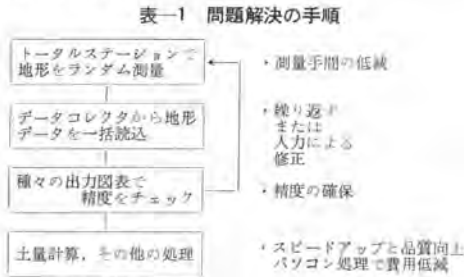 表―1 問題解決の手順
トータルステーションで
地形をランダム測量
・測量手間の低減
データコレクタから地形
データを一括読込
・繰り返す
または
人力による
修正
種々の出力図表で
精度をチェック
・精度の確保
土量計算，その他の処理
・スピードアップと品質向上
パソコン処理で費用低減